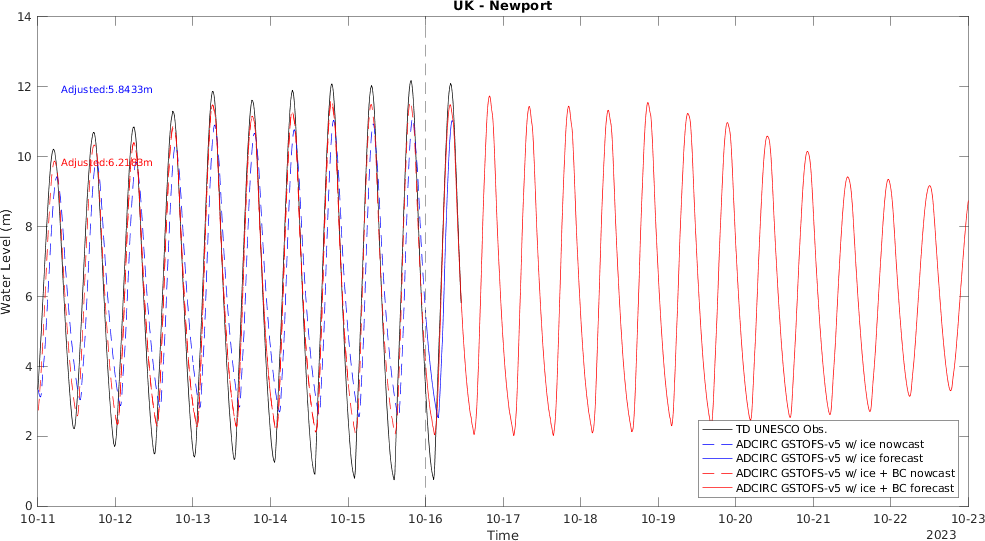 UK - Newport
14
12
10
8
6
4
2
0
Water Level (m)
Adjusted:5.8433m
Adjusted:6.2163m
TD UNESCO Obs.
ADCIRC GSTOFS-v5 w/ ice nowcast
ADCIRC GSTOFS-v5 w/ ice forecast
ADCIRC GSTOFS-v5 w/ ice + BC nowcast
ADCIRC GSTOFS-v5 w/ ice + BC forecast
10-11 10-12 10-13 10-14 10-15 10-16 10-17 10-18 10-19 10-20 10-21 10-22 10-23
Time
2023